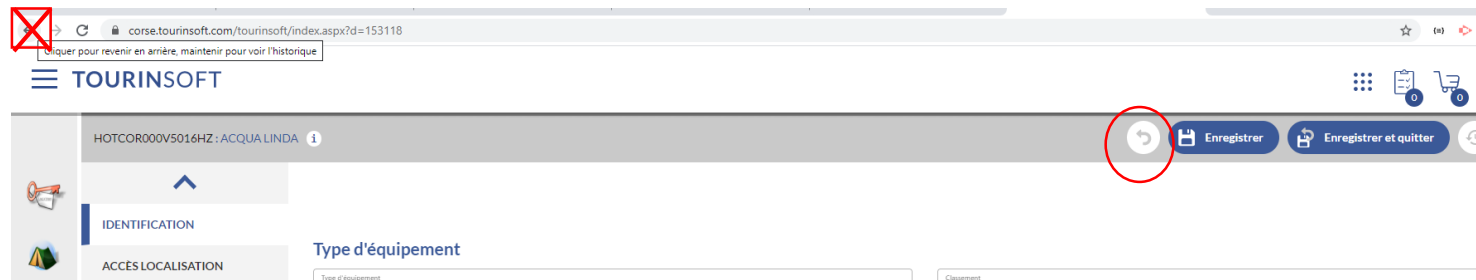 corse.tourinsoft.com/tourinsoft/index.aspx?d=153118
Cliquer pour revenir en arrière, maintenir pour voir l'historique
TOURINSOFT
0
0
HOTCOR000V5016HZ : ACQUA LINDA i
Enregistrer
Enregistrer et quitter
IDENTIFICATION
ACCÈS LOCALISATION
Type d'équipement
Type d'équipement
Classement